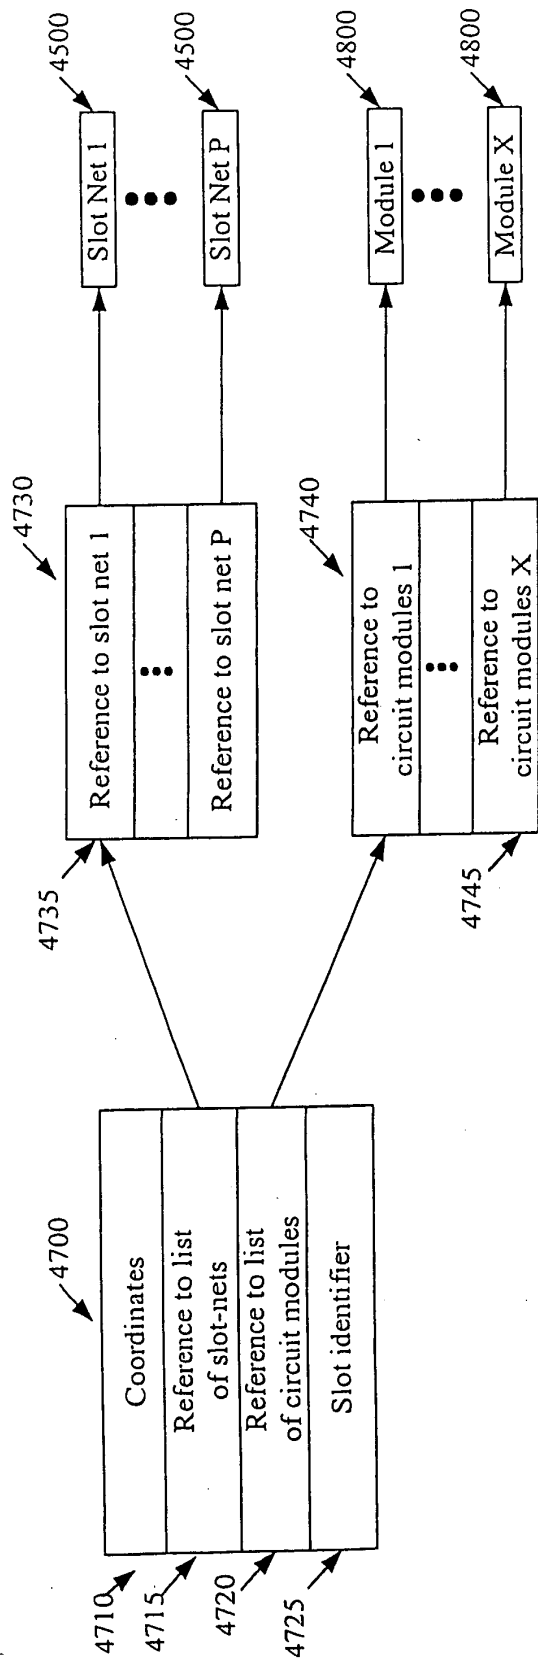 4700
4710
Coordinates
4715
Reference to list
of slot-nets
4720
Reference to list
of circuit modules
4725
Slot identifier
4730
4735
Reference to slot net 1
Reference to slot net P
4740
Reference to
circuit modules 1
4745
Reference to
circuit modules X
4500
Slot Net 1
4500
Slot Net P
4800
Module 1
4800
Module X